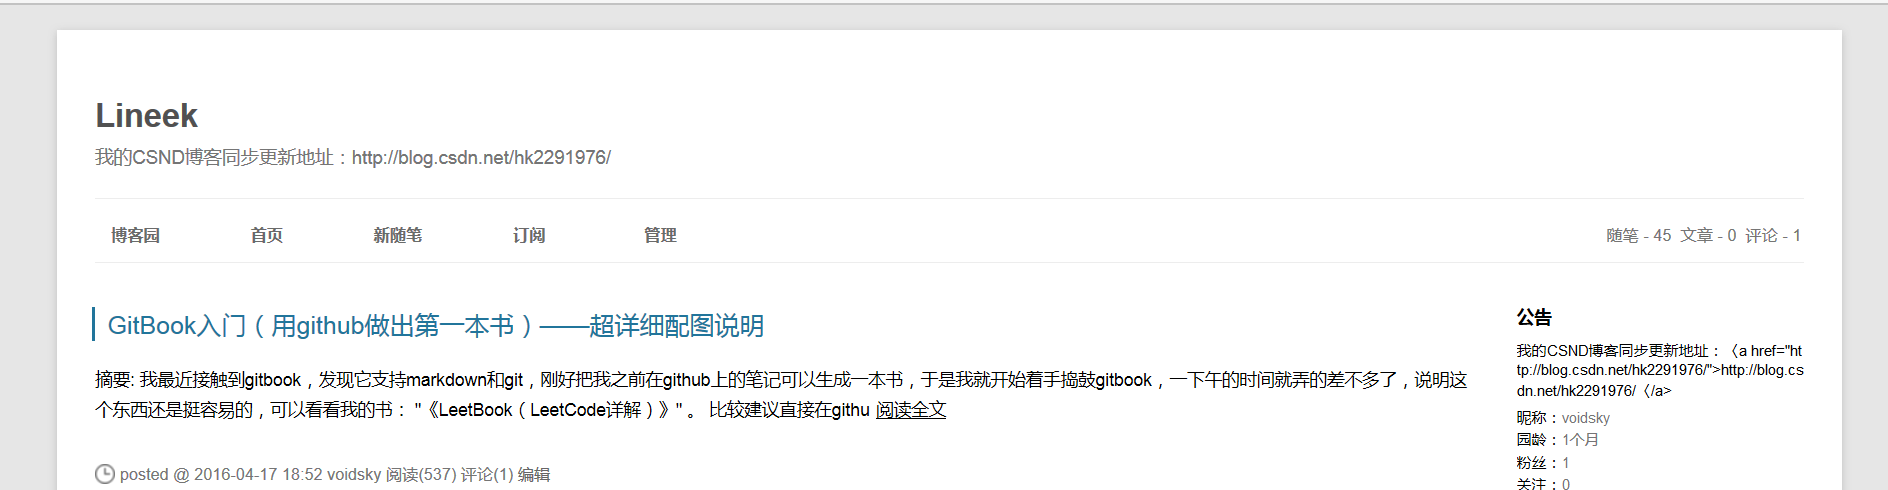 Lineek
我的CSND博客同步更新地址：http://blog.csdn.net/hk2291976/
博客园 首页 新随笔 订阅 管理
随笔 - 45 文章 - 0 评论 - 1
GitBook入门（用github做出第一本书）——超详细配图说明
摘要: 我最近接触到gitbook，发现它支持markdown和git，刚好把我之前在github上的笔记可以生成一本书，于是我就开始着手捣鼓gitbook，一下午的时间就弄的差不多了，说明这
个东西还是挺容易的，可以看看我的书： "《LeetBook（LeetCode详解）》" 。 比较建议直接在githu 阅读全文
posted @ 2016-04-17 18:52 voidsky 阅读(537) 评论(1) 编辑
公告
我的CSND博客同步更新地址：〈a href="ht
tp://blog.csdn.net/hk2291976/">http://blog.cs
dn.net/hk2291976/〈/a>
昵称：voidsky
园龄：1个月
粉丝：1
关注：0